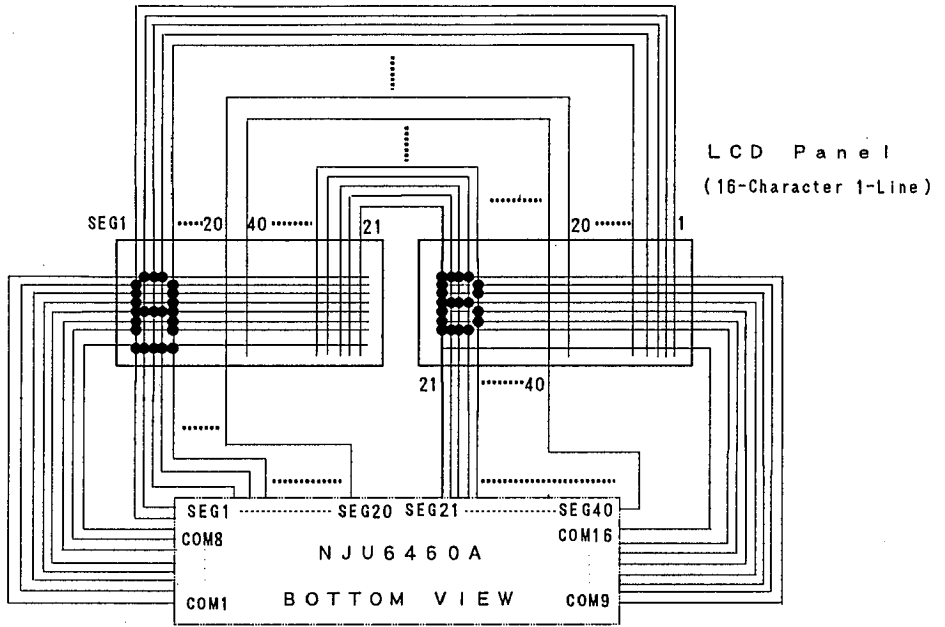 LCD Panel
(16-Character 1-Line)
SEG1 20 40 21 20 1
21 40
SEG1 SEG20 SEG21 SEG40
COM8 COM16
NJU6460A
COM1 BOTTOM VIEW COM9